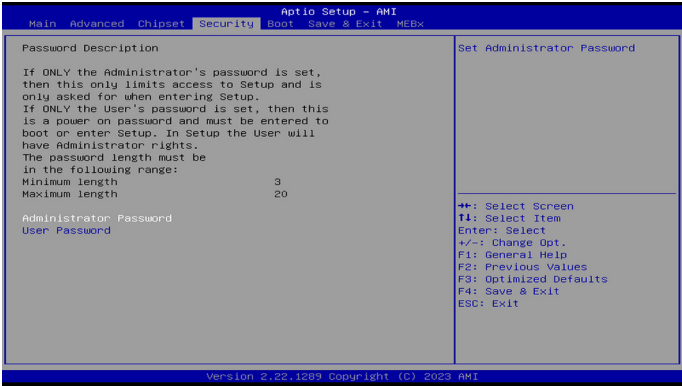 Aptio Setup – AMI
Main Advanced Chipset Security Boot Save & Exit MEBx
Password Description
If ONLY the Administrator's password is set,
then this only limits access to Setup and is
only asked for when entering Setup.
If ONLY the User's password is set, then this
is a power on password and must be entered to
boot or enter Setup. In Setup the User will
have Administrator rights.
The password length must be
in the following range:
Minimum length 3
Maximum length 20
Administrator Password
User Password
Set Administrator Password
→←: Select Screen
↑↓: Select Item
Enter: Select
+/-: Change Opt.
F1: General Help
F2: Previous Values
F3: Optimized Defaults
F4: Save & Exit
ESC: Exit
Version 2.22.1289 Copyright (C) 2023 AMI